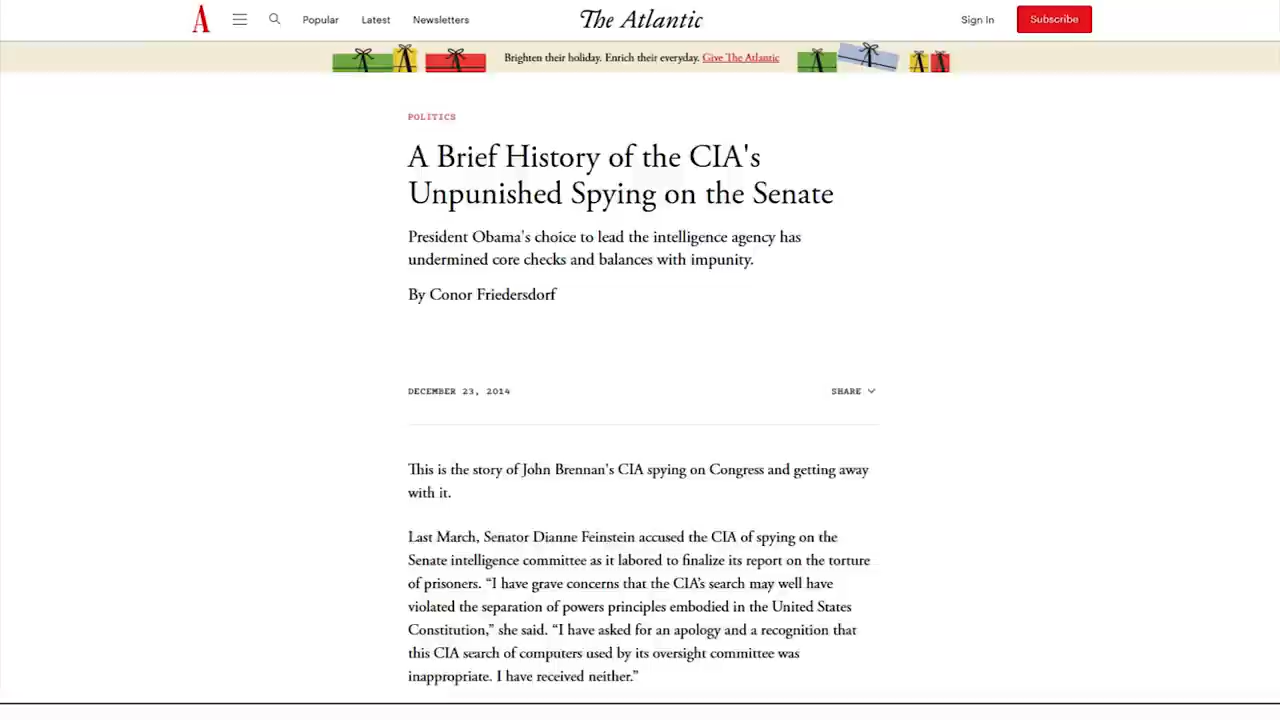 A Popular Latest Newsletters The Atlantic Sign In Subscribe
Brighten their holiday. Enrich their everyday. Give The Atlantic
POLITICS
A Brief History of the CIA's
Unpunished Spying on the Senate
President Obama's choice to lead the intelligence agency has
undermined core checks and balances with impunity.
By Conor Friedersdorf
DECEMBER 23, 2014 SHARE
This is the story of John Brennan's CIA spying on Congress and getting away
with it.
Last March, Senator Dianne Feinstein accused the CIA of spying on the
Senate intelligence committee as it labored to finalize its report on the torture
of prisoners. “I have grave concerns that the CIA’s search may well have
violated the separation of powers principles embodied in the United States
Constitution,” she said. “I have asked for an apology and a recognition that
this CIA search of computers used by its oversight committee was
inappropriate. I have received neither.”